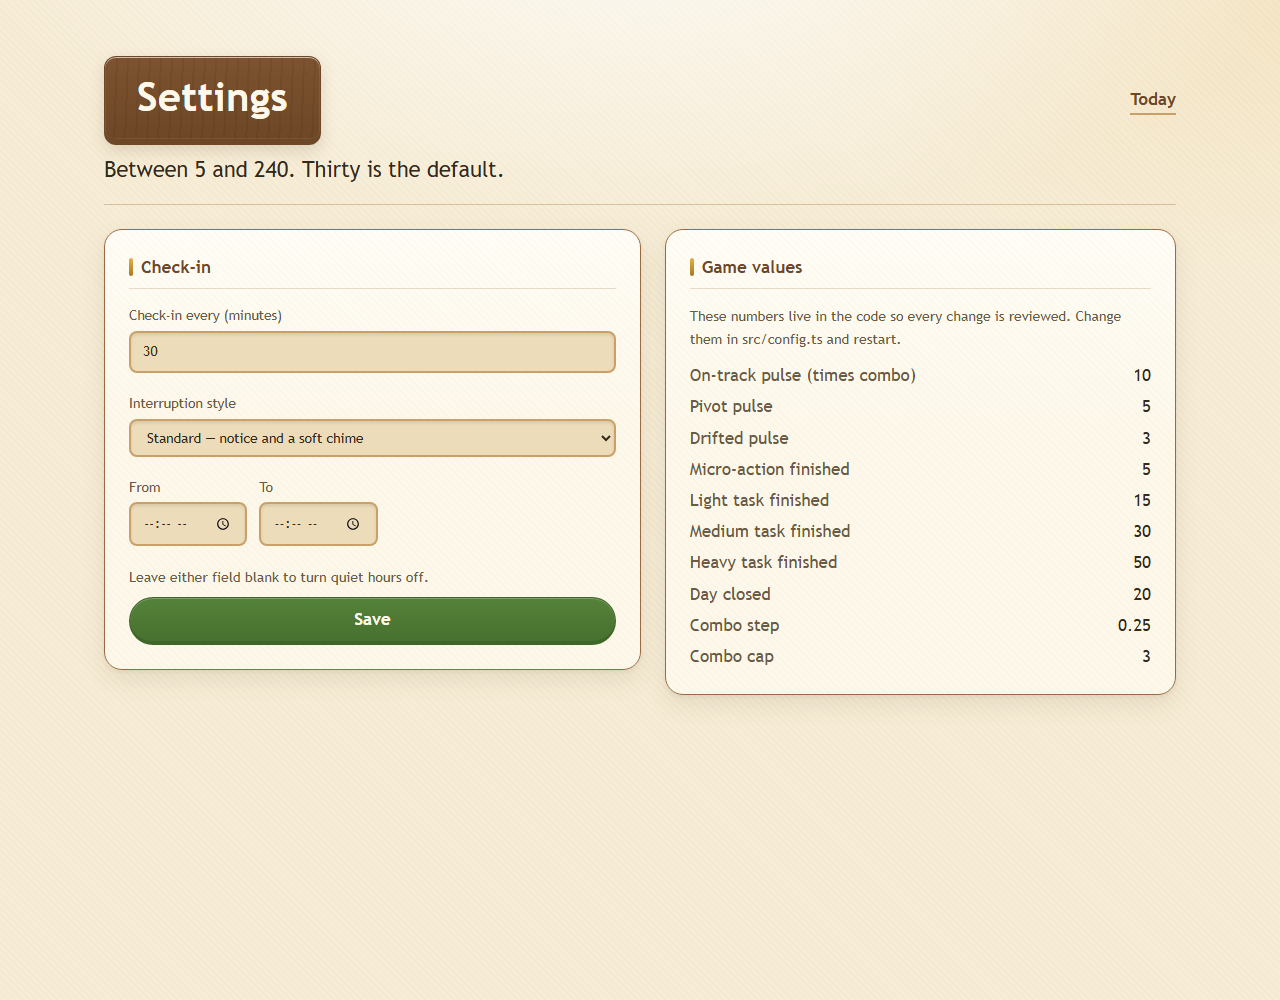 Settings
Today
Between 5 and 240. Thirty is the default.
Check-in
Check-in every (minutes)
30
Interruption style
Standard — notice and a soft chime
From To
--:-- -- --:-- --
Leave either field blank to turn quiet hours off.
Save
Game values
These numbers live in the code so every change is reviewed. Change
them in src/config.ts and restart.
On-track pulse (times combo) 10
Pivot pulse 5
Drifted pulse 3
Micro-action finished 5
Light task finished 15
Medium task finished 30
Heavy task finished 50
Day closed 20
Combo step 0.25
Combo cap 3